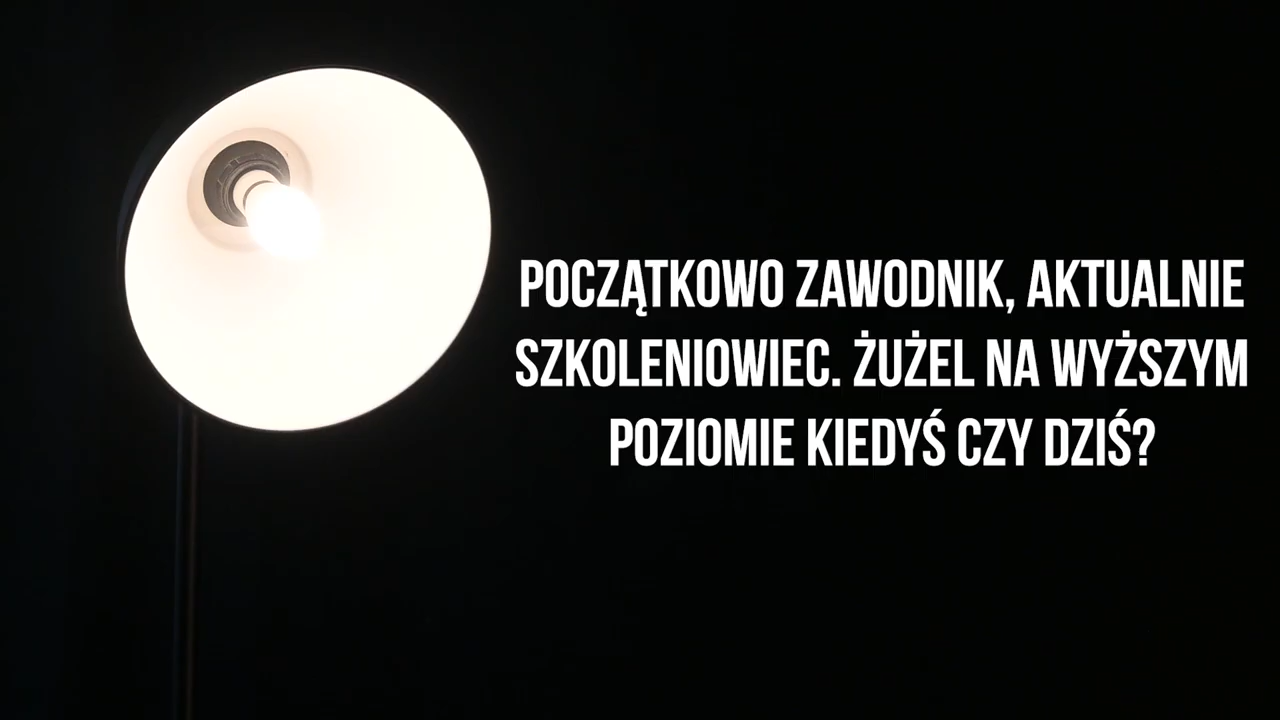 POCZĄTKOWO ZAWODNIK, AKTUALNIE
SZKOLENIOWIEC. ŻUŻEL NA WYŻSZYM
POZIOMIE KIEDYŚ CZY DZIŚ?